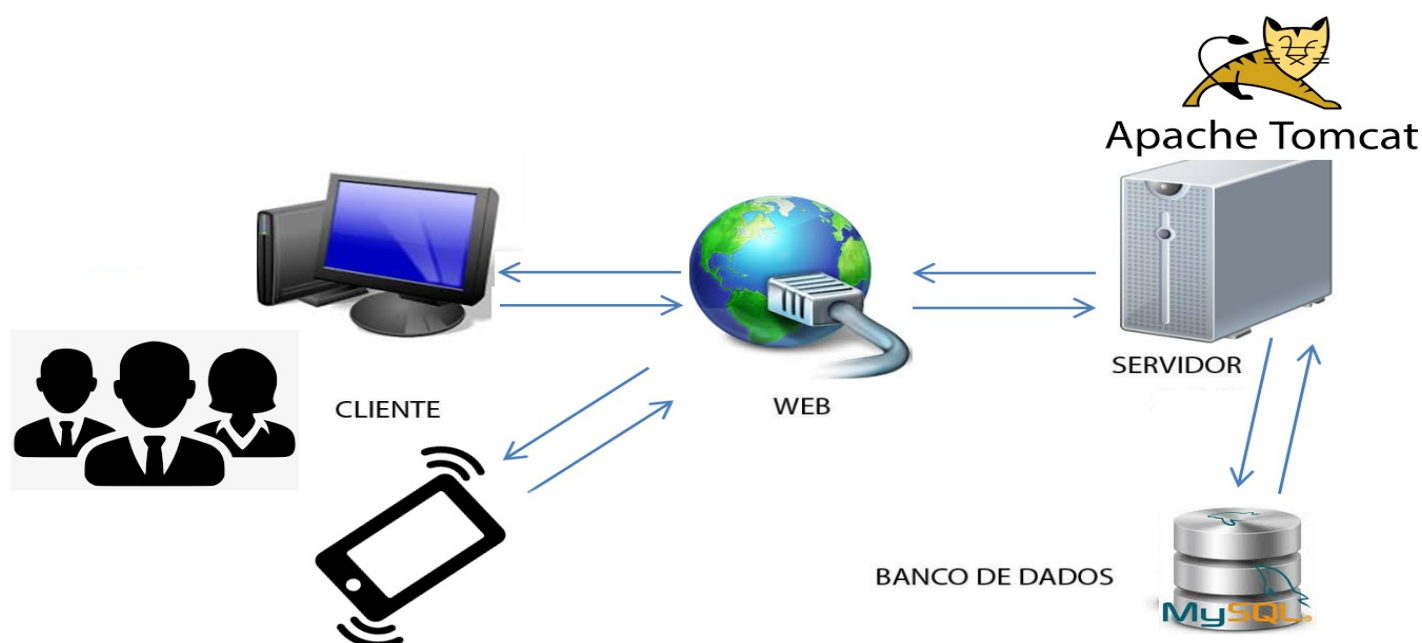 Apache Tomcat
SERVIDOR
CLIENTE
WEB
BANCO DE DADOS
MySQL®